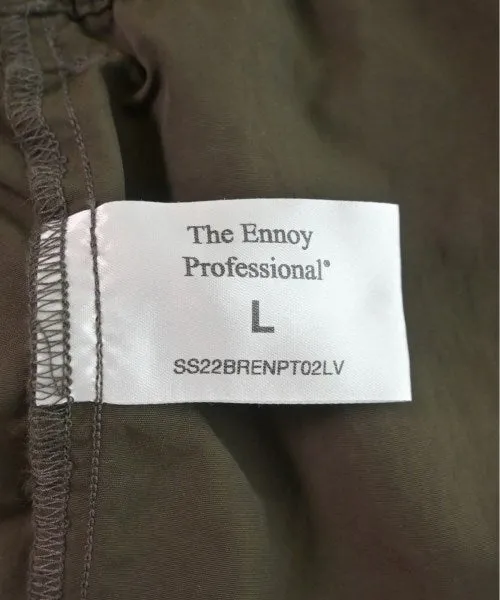 The Ennoy
Professional®
L
SS22BRENPT02LV